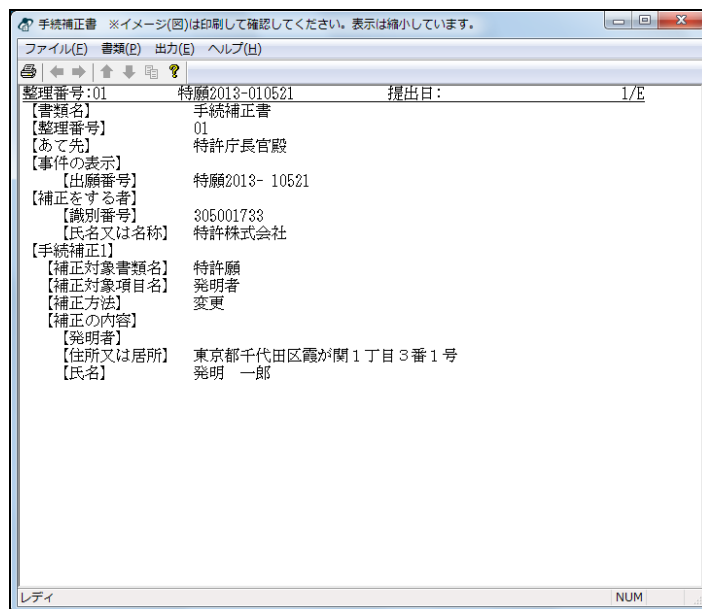 手続補正書 ※イメージ(図)は印刷して確認してください。表示は縮小しています。
ファイル(F) 書類(P) 出力(E) ヘルプ(H)
整理番号:01 特願2013-010521 提出日: 1/E
【書類名】 手続補正書
【整理番号】 01
【あて先】 特許庁長官殿
【事件の表示】
【出願番号】 特願2013- 10521
【補正をする者】
【識別番号】 305001733
【氏名又は名称】 特許株式会社
【手続補正1】
【補正対象書類名】 特許願
【補正対象項目名】 発明者
【補正方法】 変更
【補正の内容】
【発明者】
【住所又は居所】 東京都千代田区霞が関１丁目３番１号
【氏名】 発明 一郎
レディ NUM